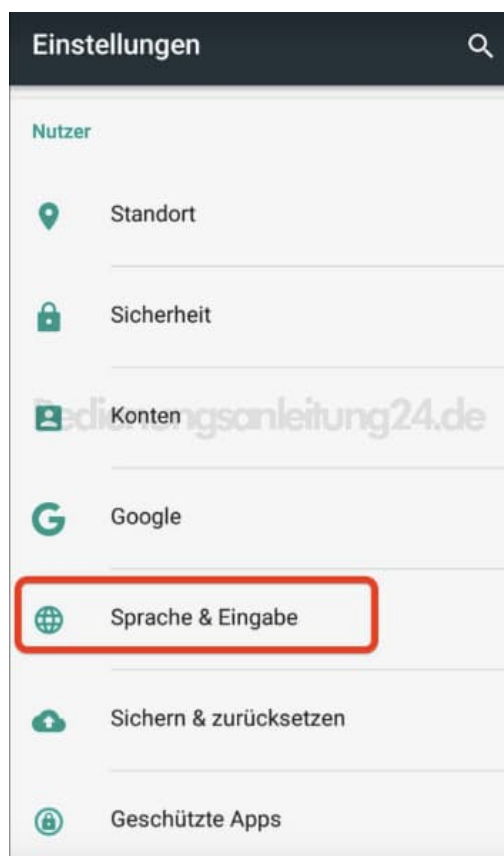 Einstellungen
Nutzer
Standort
Sicherheit
Konten
Bedienungsanleitung24.de
Google
Sprache & Eingabe
Sichern & zurücksetzen
Geschützte Apps